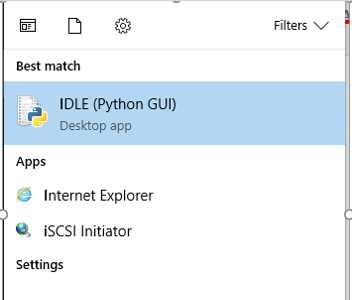 Filters
Best match
IDLE (Python GUI)
Desktop app
Apps
Internet Explorer
iSCSI Initiator
Settings